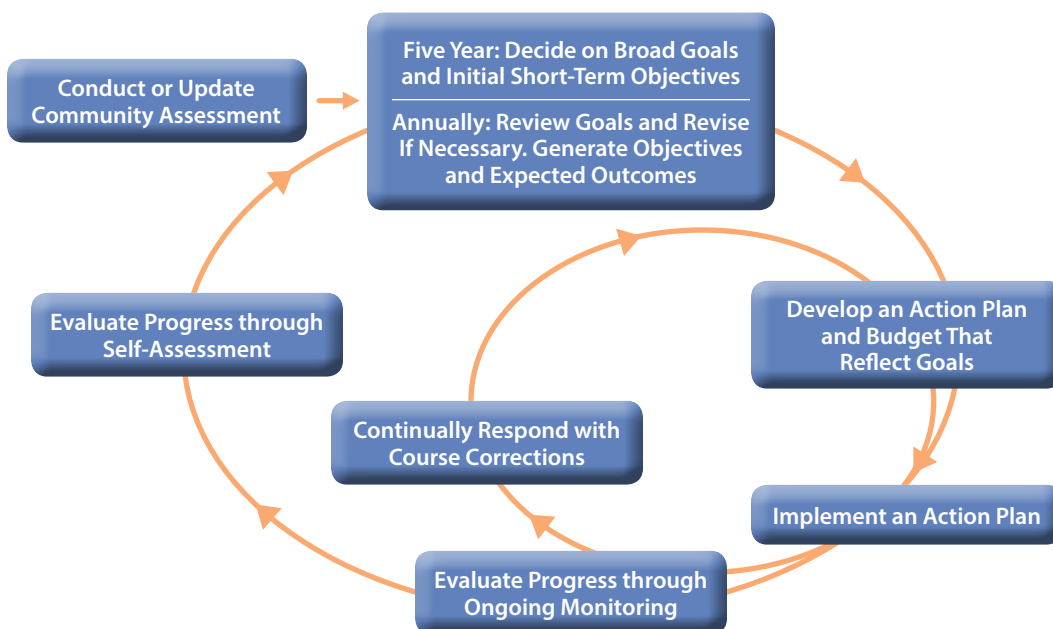 Conduct or Update
Community Assessment
Five Year: Decide on Broad Goals
and Initial Short-Term Objectives
Annually: Review Goals and Revise
If Necessary. Generate Objectives
and Expected Outcomes
Develop an Action Plan
and Budget That
Reflect Goals
Implement an Action Plan
Evaluate Progress through
Ongoing Monitoring
Continually Respond with
Course Corrections
Evaluate Progress through
Self-Assessment